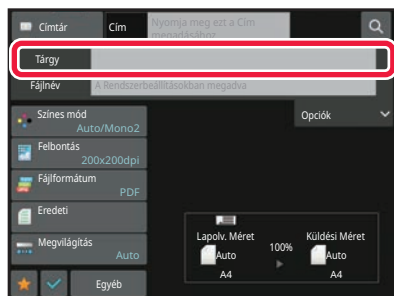 Címtár
Cím
Nyomja meg ezt a Cím
megadásához
Tárgy
Fájlnév
A Rendszerbeállításokban megadva
Színes mód
Auto/Mono2
Opciók
Felbontás
200x200dpi
Fájlformátum
PDF
Eredeti
Megvilágítás
Auto
Lapolv. Méret
100%
Küldési Méret
Auto
Auto
A4
A4
Egyéb